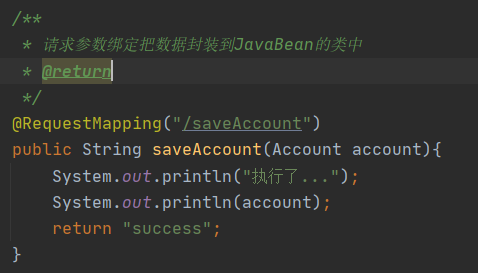 /**
 * 请求参数绑定把数据封装到JavaBean的类中
 * @return
 */
@RequestMapping("/saveAccount")
public String saveAccount(Account account){
    System.out.println("执行了...");
    System.out.println(account);
    return "success";
}